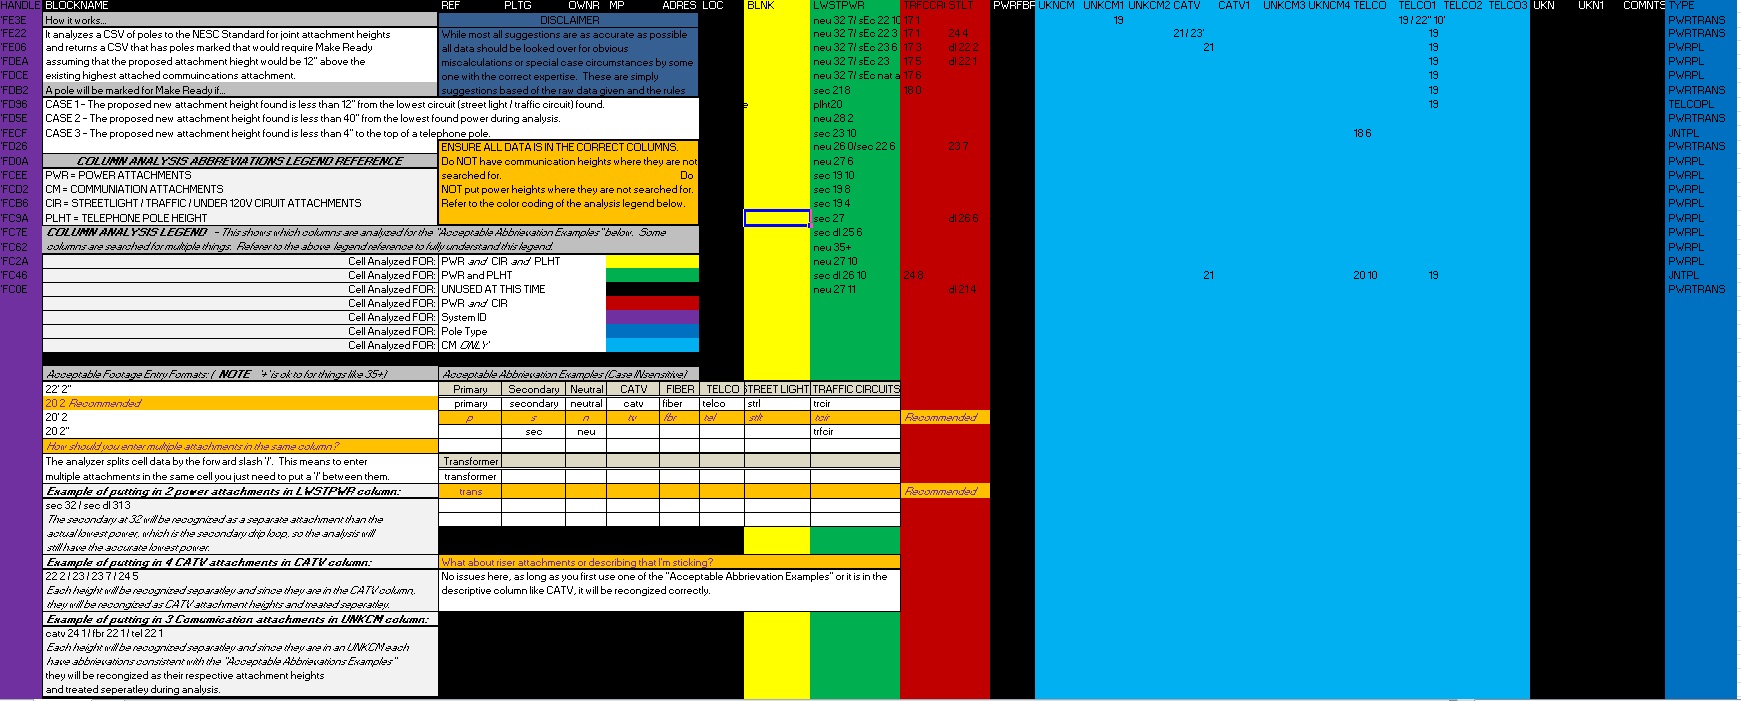 HANDLE BLOCKNAME REF PLTG OWNR MP ADRES LOC BLNK LWSTPWR TRFCCRI STLT PWRFBR UKNCM UNKCM1 UNKCM2 CATV CATV1 UNKCM3 UNKCM4 TELCO TELCO1 TELCO2 TELCO3 UKN UKN1 COMNTS TYPE
'FE3E How it works... DISCLAIMER neu 32 7/ sEc 22 10 17 1 19 19 / 22" 10' PWRTRANS
'FE22 It analyzes a CSV of poles to the NESC Standard for joint attachment heights While most all suggestions are as accurate as possible neu 32 7/ sEc 22 3 17 1 24 4 21 / 23' 19 PWRTRANS
'FE06 and returns a CSV that has poles marked that would require Make Ready all data should be looked over for obvious neu 32 7/ sEc 23 6 17 3 dl 22 2 21 19 PWRPL
'FDEA assuming that the proposed attachment hieght would be 12" above the miscalculations or special case circumstances by some neu 32 7/ sEc 23 17 5 dl 22 1 19 PWRPL
'FDCE existing highest attached commuincations attachment. one with the correct expertise. These are simply neu 32 7/ sEc nat a 17 6 19 PWRPL
'FDB2 A pole will be marked for Make Ready if... suggestions based of the raw data given and the rules sec 21 8 18 0 19 PWRTRANS
'FD96 CASE 1 - The proposed new attachment height found is less than 12" from the lowest circuit (street light / traffic circuit) found. e plht20 19 TELCOPL
'FD5E CASE 2 - The proposed new attachment height found is less than 40" from the lowest found power during analysis. neu 28 2 PWRTRANS
'FECF CASE 3 - The proposed new attachment height found is less than 4" to the top of a telephone pole. sec 23 10 18 6 JNTPL
'FD26 ENSURE ALL DATA IS IN THE CORRECT COLUMNS. neu 26 0/sec 22 6 23 7 PWRTRANS
'FD0A COLUMN ANALYSIS ABBREVIATIONS LEGEND REFERENCE Do NOT have communication heights where they are not neu 27 6 PWRPL
'FCEE PWR = POWER ATTACHMENTS searched for. Do sec 19 10 PWRPL
'FCD2 CM = COMMUNIATION ATTACHMENTS NOT put power heights where they are not searched for. sec 19 8 PWRPL
'FCB6 CIR = STREETLIGHT / TRAFFIC / UNDER 120V CIRUIT ATTACHMENTS Refer to the color coding of the analysis legend below. sec 19 4 PWRPL
'FC9A PLHT = TELEPHONE POLE HEIGHT sec 27 dl 26 6 PWRPL
'FC7E COLUMN ANALYSIS LEGEND - This shows which columns are analyzed for the "Acceptable Abbrievation Examples" below. Some sec dl 25 6 PWRPL
'FC62 columns are searched for multiple things. Referer to the above legend reference to fully understand this legend. neu 35+ PWRPL
'FC2A Cell Analyzed FOR: PWR and CIR and PLHT neu 27 10 PWRPL
'FC46 Cell Analyzed FOR: PWR and PLHT sec dl 26 10 24 8 21 20 10 19 JNTPL
'FC0E Cell Analyzed FOR: UNUSED AT THIS TIME neu 27 11 dl 21 4 PWRTRANS
Cell Analyzed FOR: PWR and CIR
Cell Analyzed FOR: System ID
Cell Analyzed FOR: Pole Type
Cell Analyzed FOR: CM ONLY'
Acceptable Footage Entry Formats: ( NOTE '+' is ok to for things like 35+) Acceptable Abbrievation Examples (Case INsensitive)
22' 2" Primary Secondary Neutral CATV FIBER TELCO STREET LIGHT TRAFFIC CIRCUITS
20 2 Recommended primary secondary neutral catv fiber telco strl trcir
20' 2 p s n tv fbr tel stlt tcir Recommended
20 2" sec neu trfcir
How should you enter multiple attachments in the same column?
The analyzer splits cell data by the forward slash '/'. This means to enter Transformer
multiple attachments in the same cell you just need to put a '/' between them. transformer
Example of putting in 2 power attachments in LWSTPWR column: trans Recommended
sec 32 / sec dl 31 3
The secondary at 32 will be recognized as a separate attachment than the
actual lowest power, which is the secondary drip loop, so the analysis will
still have the accurate lowest power.
Example of putting in 4 CATV attachments in CATV column: What about riser attachments or describing that I'm sticking?
22 2 / 23 / 23 7 / 24 5 No issues here, as long as you first use one of the "Acceptable Abbrievation Examples" or it is in the
Each height will be recognized separatley and since they are in the CATV column, descriptive column like CATV, it will be recongized correctly.
they will be recongized as CATV attachment heights and treated seperatley.
Example of putting in 3 Comumication attachments in UNKCM column:
catv 24 1 / fbr 22 1 / tel 22 1
Each height will be recognized separatley and since they are in an UNKCM each
have abbrievations consistent with the "Acceptable Abbrievations Examples"
they will be recongized as their respective attachment heights
and treated seperatley during analysis.